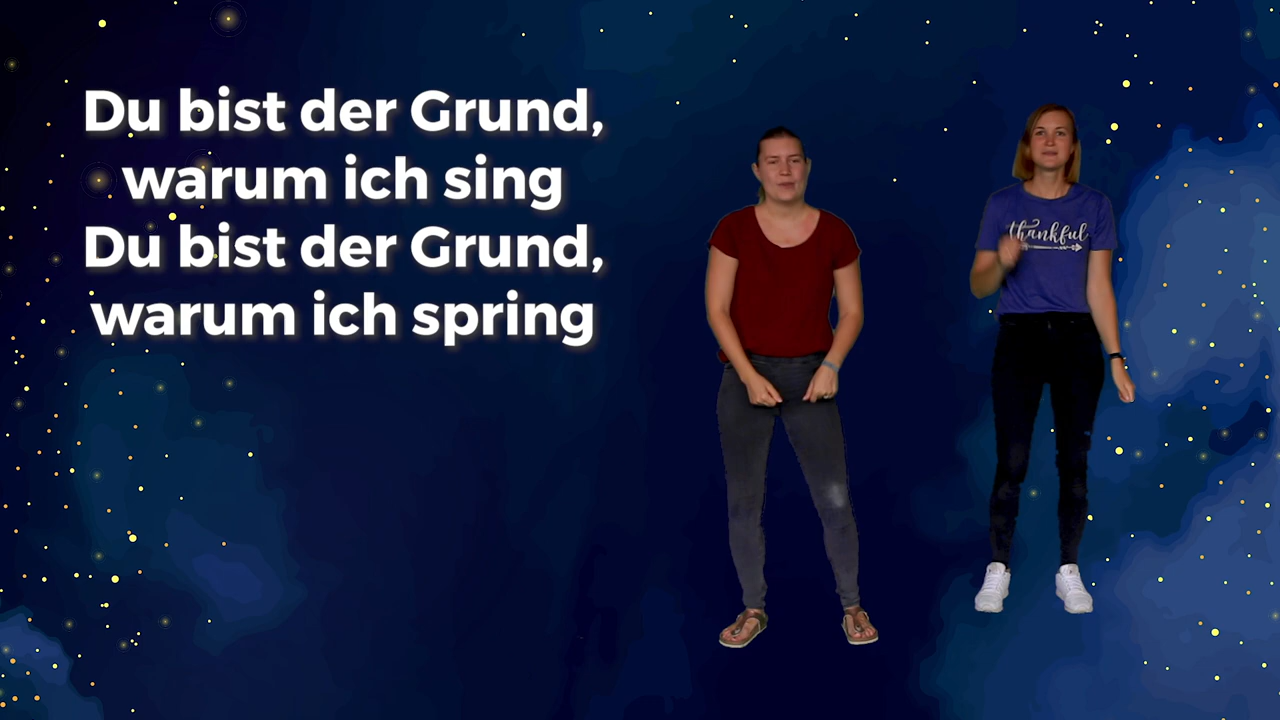 Du bist der Grund,
warum ich sing
Du bist der Grund,
warum ich spring
thankful